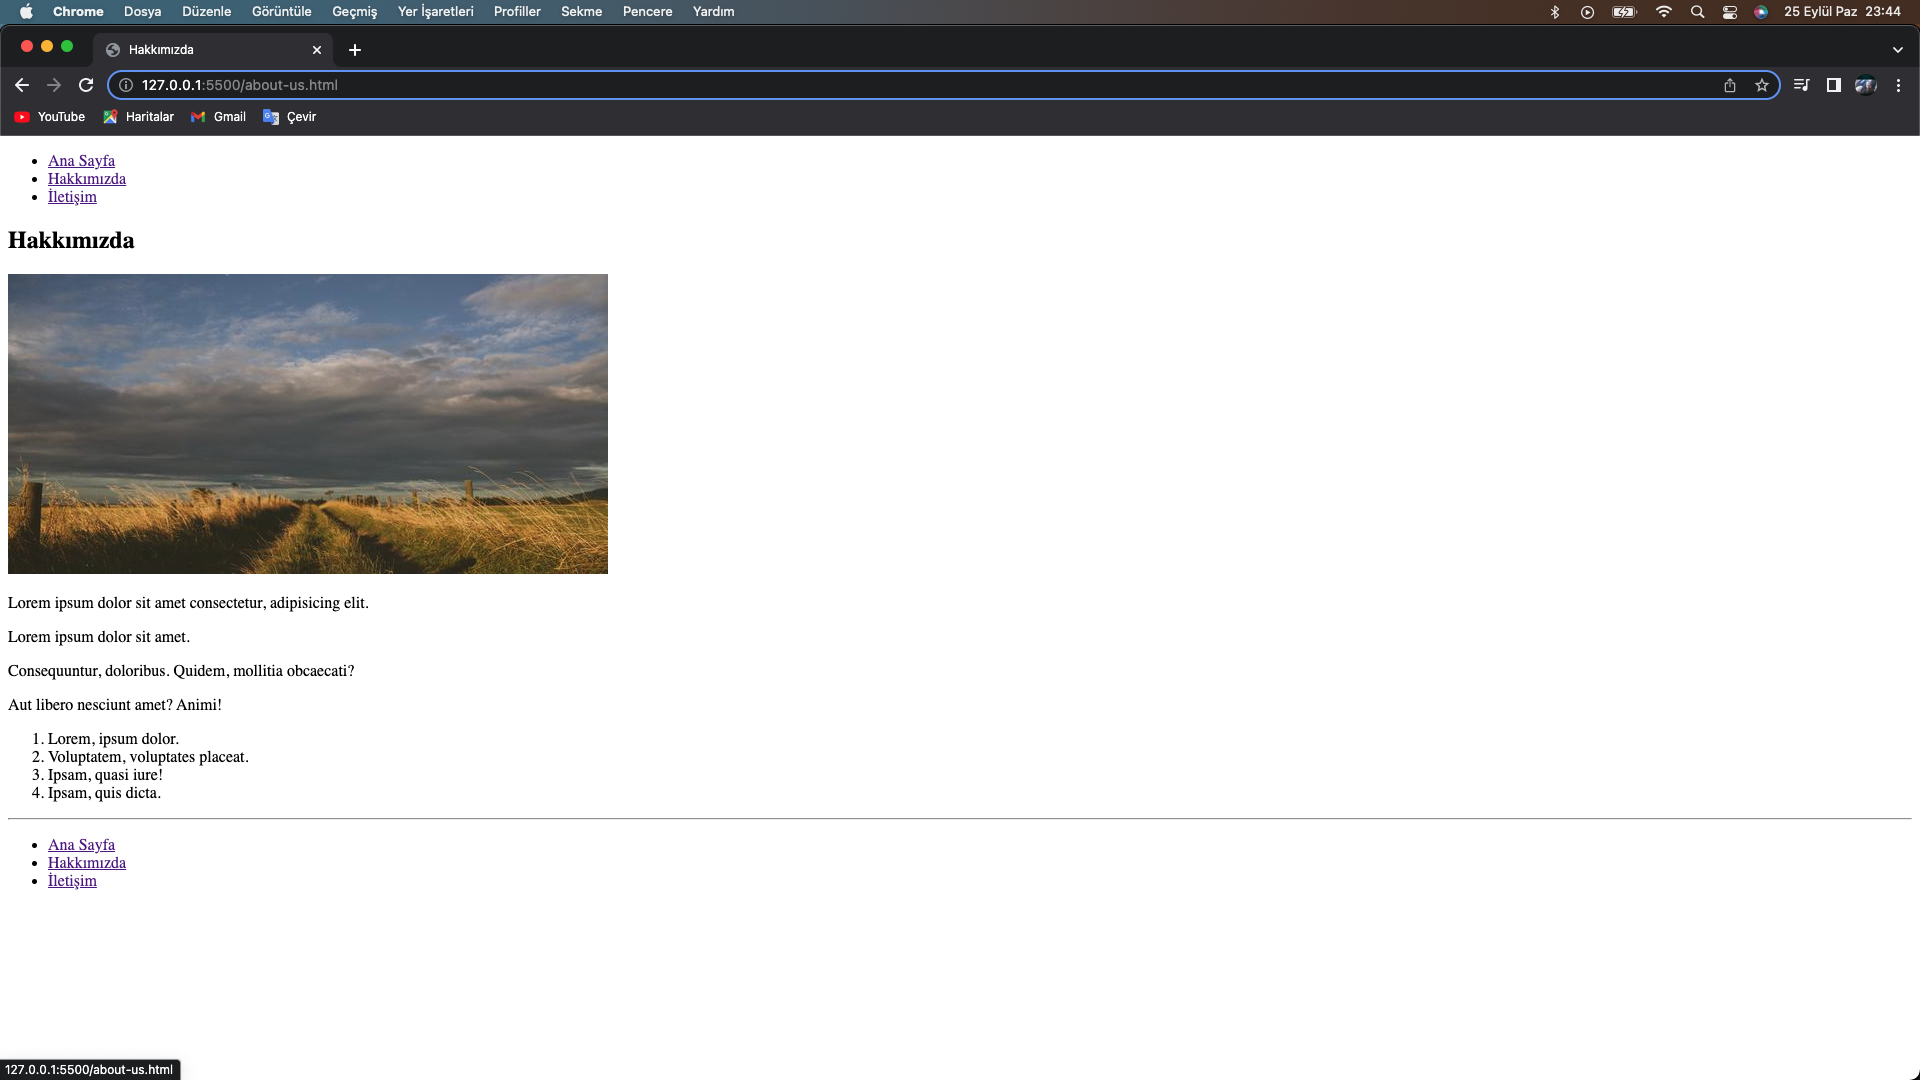 Chrome Dosya Düzenle Görüntüle Geçmiş Yer İşaretleri Profiller Sekme Pencere Yardım 25 Eylül Paz 23:44
Hakkımızda
127.0.0.1:5500/about-us.html
YouTube Haritalar Gmail Çevir
Ana Sayfa
Hakkımızda
İletişim
Hakkımızda
Lorem ipsum dolor sit amet consectetur, adipisicing elit.
Lorem ipsum dolor sit amet.
Consequuntur, doloribus. Quidem, mollitia obcaecati?
Aut libero nesciunt amet? Animi!
1. Lorem, ipsum dolor.
2. Voluptatem, voluptates placeat.
3. Ipsam, quasi iure!
4. Ipsam, quis dicta.
Ana Sayfa
Hakkımızda
İletişim
127.0.0.1:5500/about-us.html